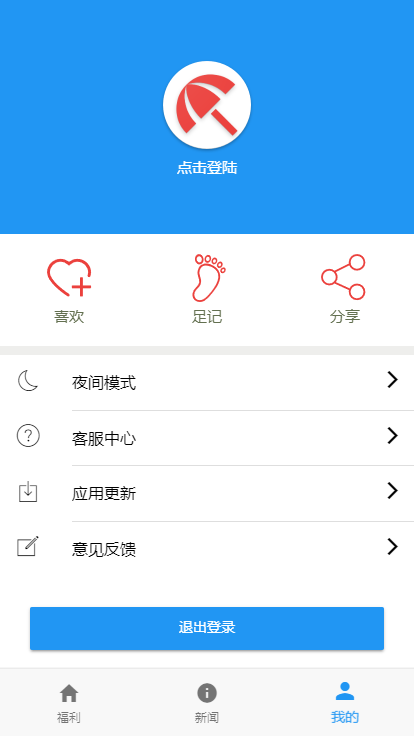 点击登陆
喜欢 足记 分享
夜间模式
客服中心
应用更新
意见反馈
退出登录
福利 新闻 我的